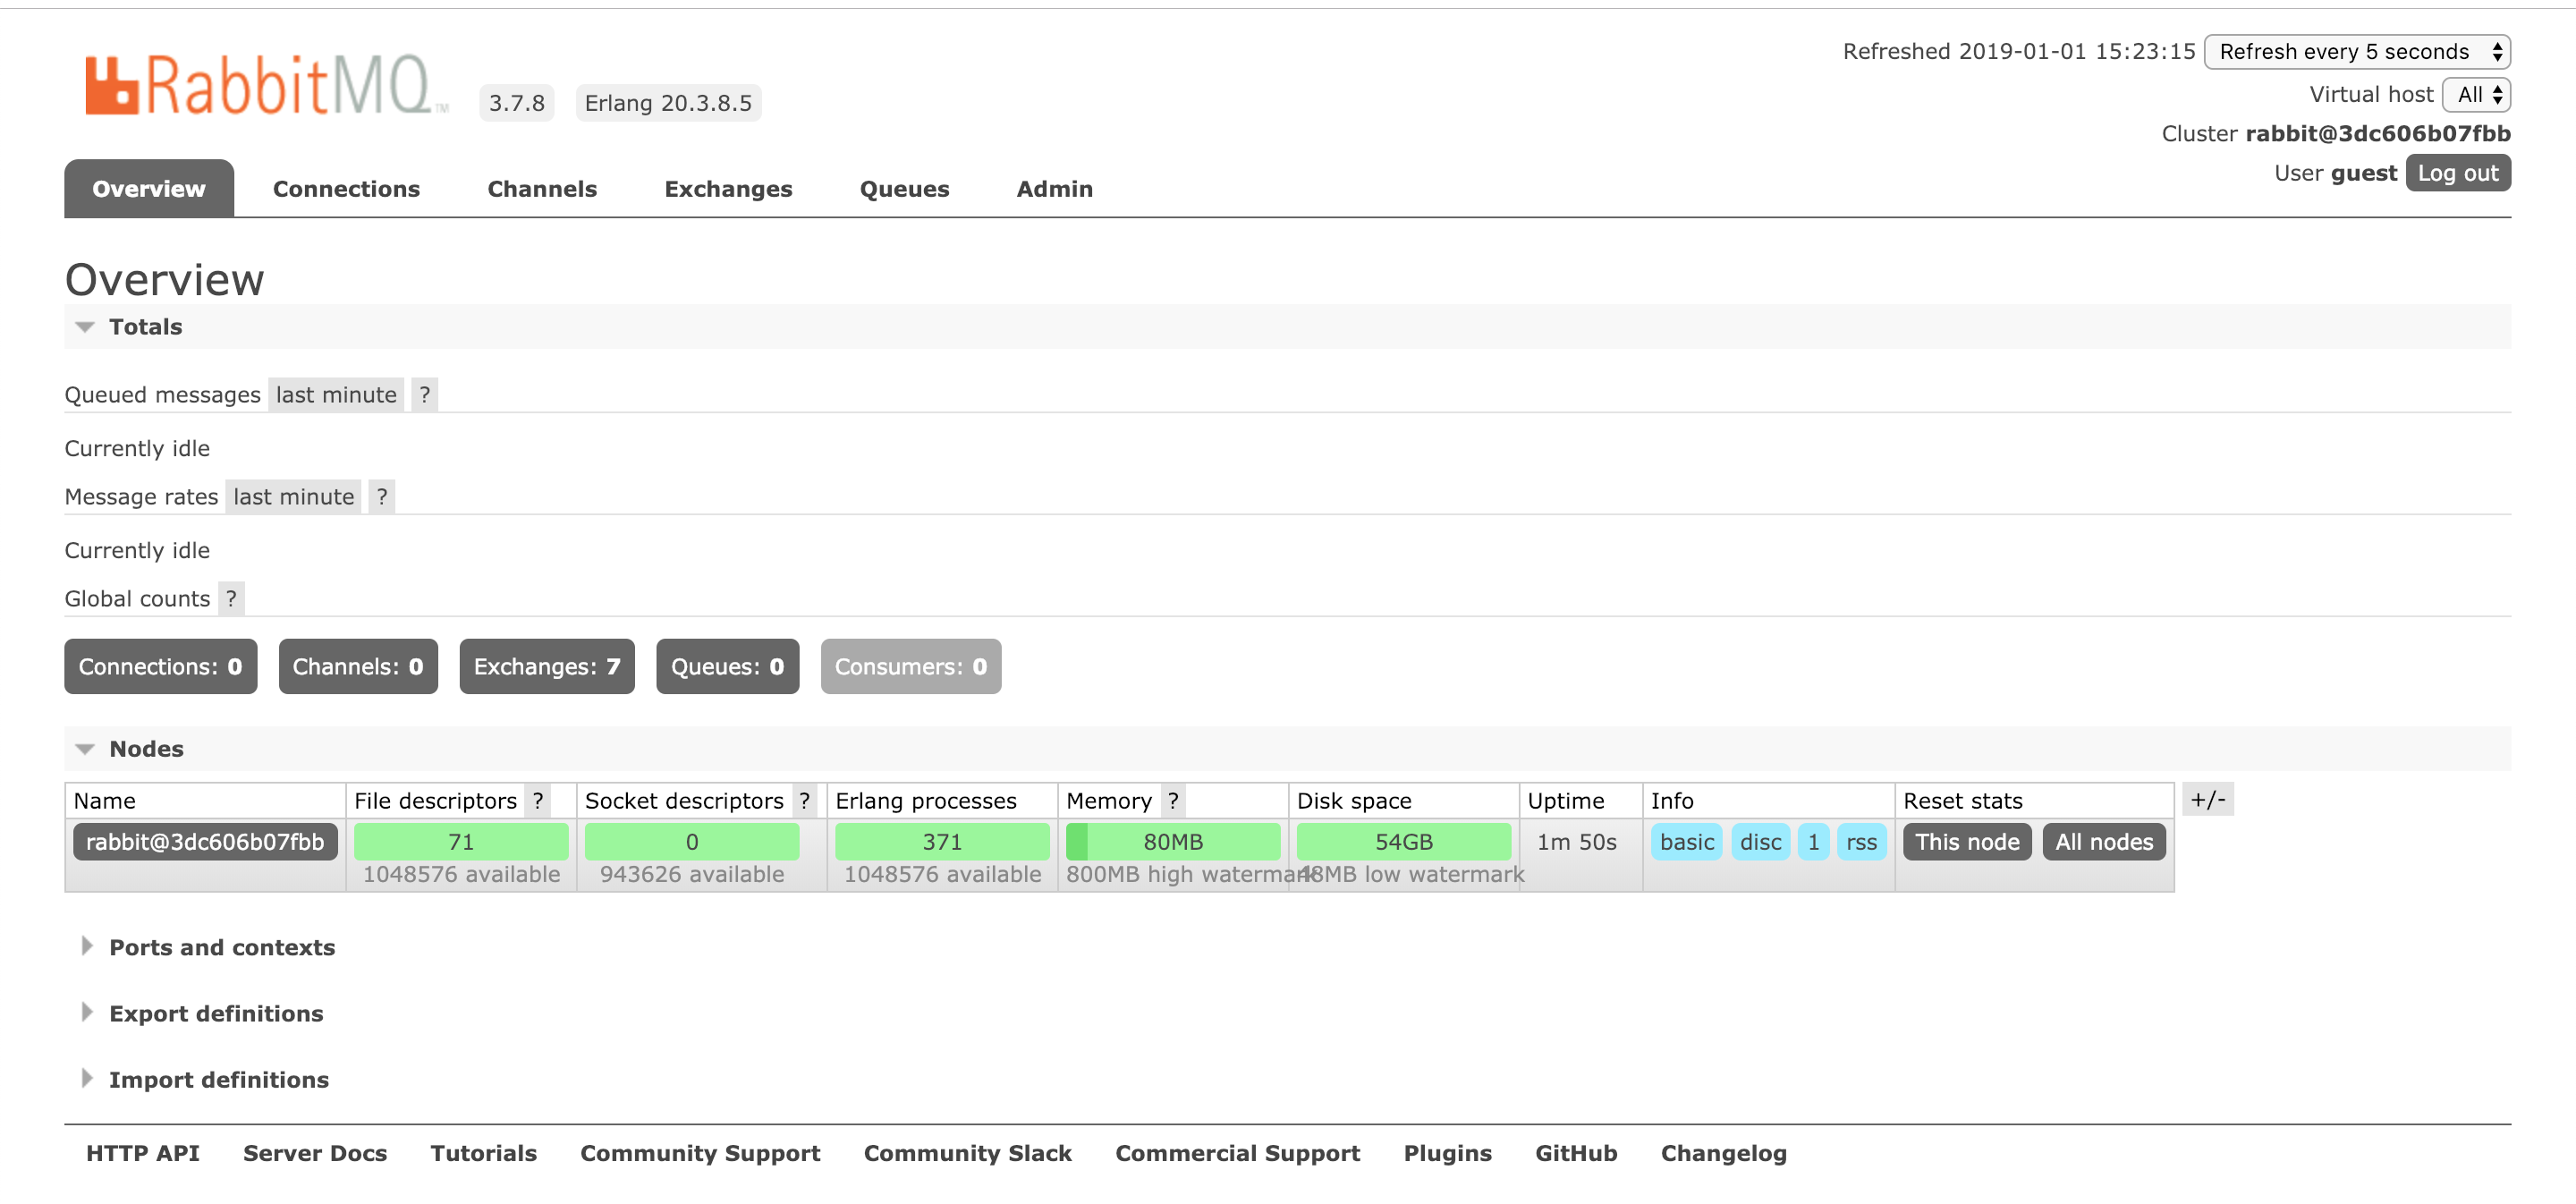 RabbitMQ™ 3.7.8 Erlang 20.3.8.5
Refreshed 2019-01-01 15:23:15 Refresh every 5 seconds
Virtual host All
Cluster rabbit@3dc606b07fbb
User guest Log out
Overview Connections Channels Exchanges Queues Admin
Overview
Totals
Queued messages last minute ?
Currently idle
Message rates last minute ?
Currently idle
Global counts ?
Connections: 0 Channels: 0 Exchanges: 7 Queues: 0 Consumers: 0
Nodes
Name File descriptors ? Socket descriptors ? Erlang processes Memory ? Disk space Uptime Info Reset stats +/-
rabbit@3dc606b07fbb 71 0 371 80MB 54GB 1m 50s basic disc 1 rss This node All nodes
1048576 available 943626 available 1048576 available 800MB high watermark 48MB low watermark
Ports and contexts
Export definitions
Import definitions
HTTP API Server Docs Tutorials Community Support Community Slack Commercial Support Plugins GitHub Changelog